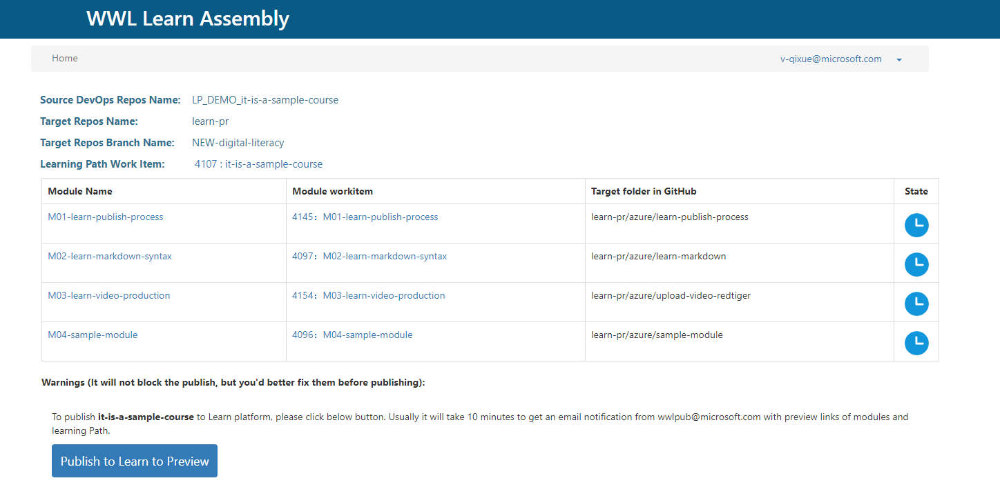 WWL Learn Assembly
Home
v-qixue@microsoft.com
Source DevOps Repos Name: LP_DEMO_it-is-a-sample-course
Target Repos Name: learn-pr
Target Repos Branch Name: NEW-digital-literacy
Learning Path Work Item: 4107 : it-is-a-sample-course
Module Name Module workitem Target folder in GitHub State
M01-learn-publish-process 4145：M01-learn-publish-process learn-pr/azure/learn-publish-process
M02-learn-markdown-syntax 4097：M02-learn-markdown-syntax learn-pr/azure/learn-markdown
M03-learn-video-production 4154：M03-learn-video-production learn-pr/azure/upload-video-redtiger
M04-sample-module 4096：M04-sample-module learn-pr/azure/sample-module
Warnings (It will not block the publish, but you'd better fix them before publishing):
To publish it-is-a-sample-course to Learn platform, please click below button. Usually it will take 10 minutes to get an email notification from wwlpub@microsoft.com with preview links of modules and
learning Path.
Publish to Learn to Preview